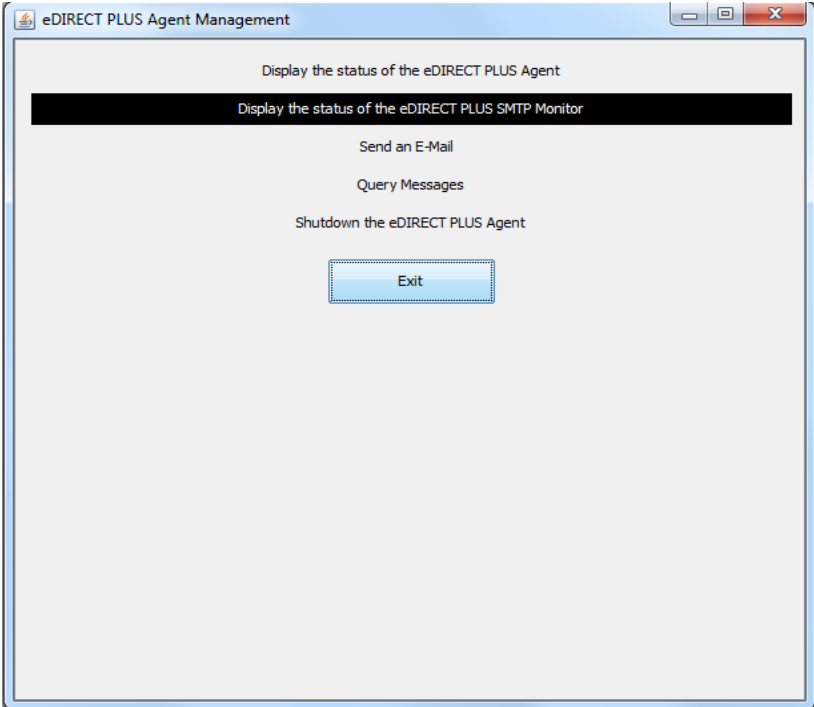 eDIRECT PLUS Agent Management
Display the status of the eDIRECT PLUS Agent
Display the status of the eDIRECT PLUS SMTP Monitor
Send an E-Mail
Query Messages
Shutdown the eDIRECT PLUS Agent
Exit